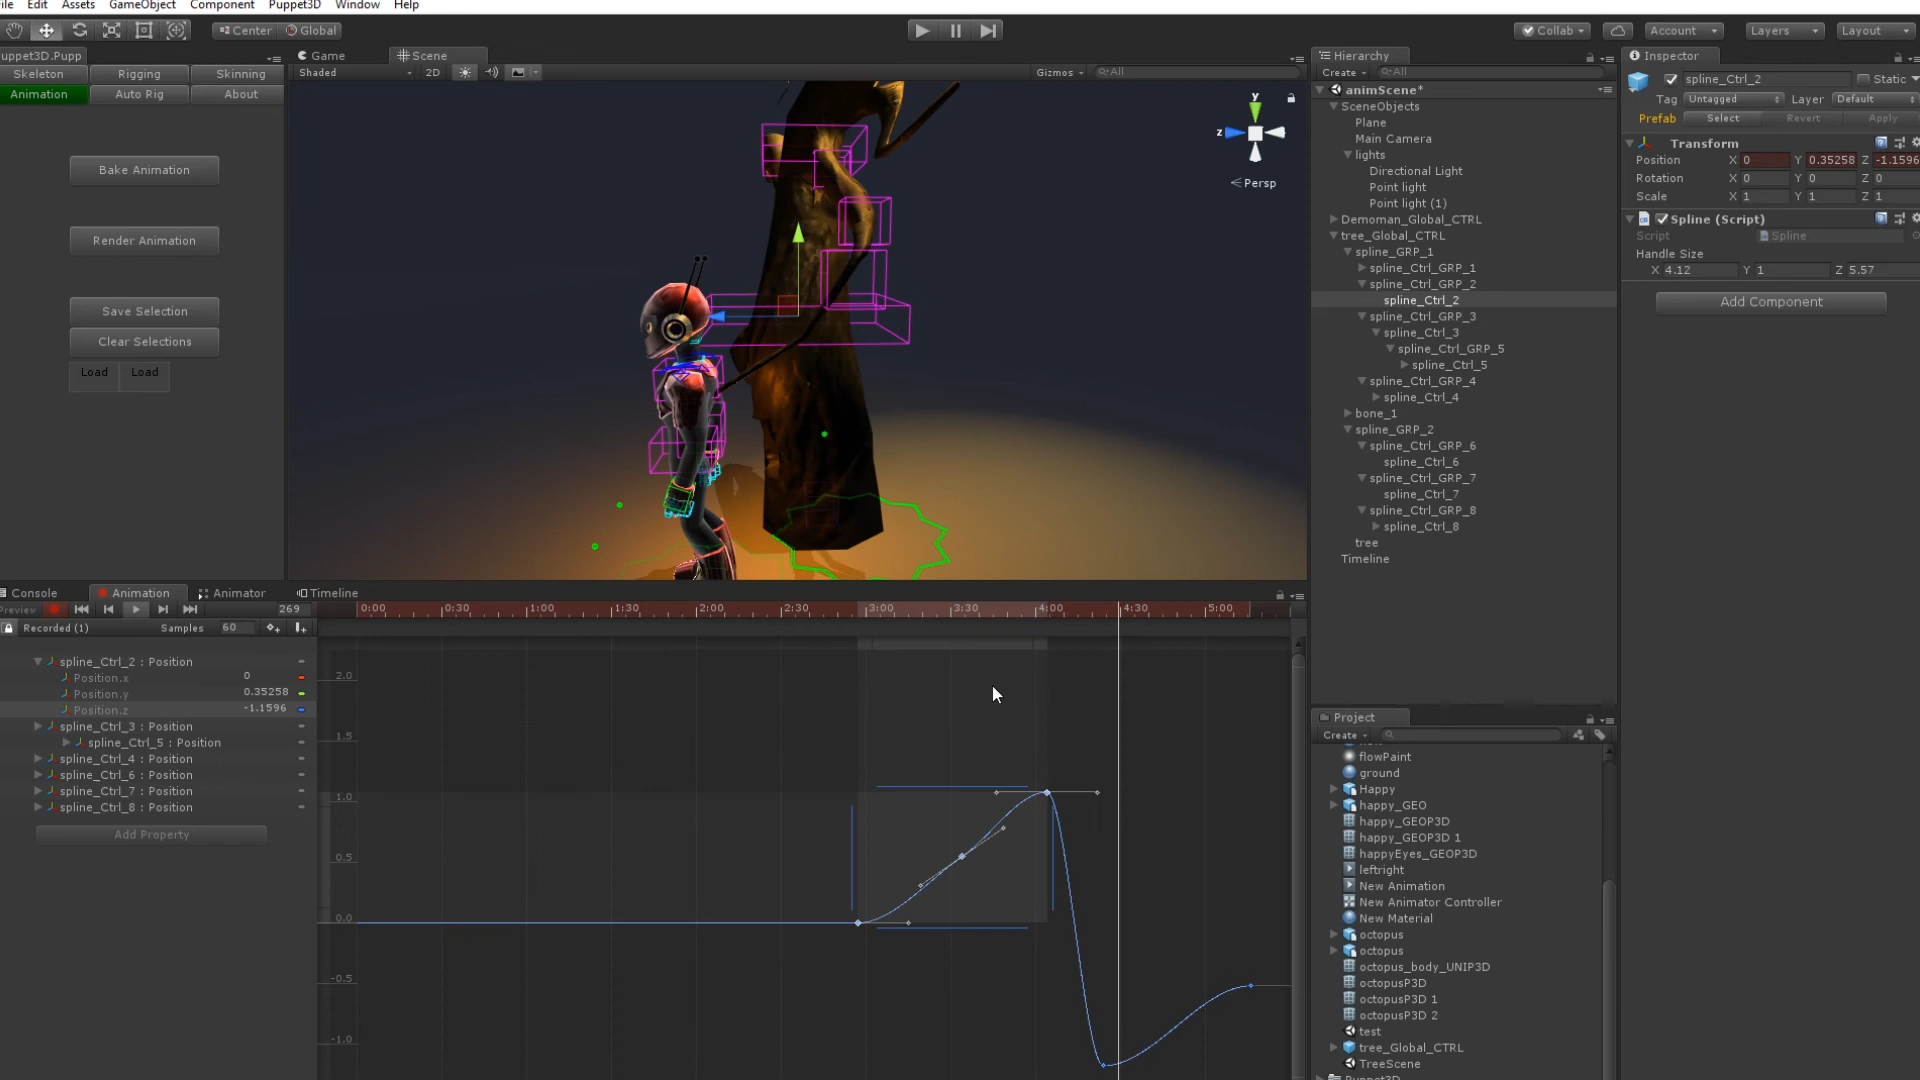 ile Edit Assets GameObject Component Puppet3D Window Help
Center Global
Collab Account Layers Layout
uppet3D.Pupp
Skeleton Rigging Skinning
Animation Auto Rig About
Bake Animation
Render Animation
Save Selection
Clear Selections
Load Load
Game Scene
Shaded 2D Gizmos All
y
z
Persp
Hierarchy
Create All
animScene*
SceneObjects
Plane
Main Camera
lights
Directional Light
Point light
Point light (1)
Demoman_Global_CTRL
tree_Global_CTRL
spline_GRP_1
spline_Ctrl_GRP_1
spline_Ctrl_GRP_2
spline_Ctrl_2
spline_Ctrl_GRP_3
spline_Ctrl_3
spline_Ctrl_GRP_5
spline_Ctrl_5
spline_Ctrl_GRP_4
spline_Ctrl_4
bone_1
spline_GRP_2
spline_Ctrl_GRP_6
spline_Ctrl_6
spline_Ctrl_GRP_7
spline_Ctrl_7
spline_Ctrl_GRP_8
spline_Ctrl_8
tree
Timeline
Inspector
spline_Ctrl_2 Static
Tag Untagged Layer Default
Prefab Select Revert Apply
Transform
Position X 0 Y 0.35258 Z -1.1596
Rotation X 0 Y 0 Z 0
Scale X 1 Y 1 Z 1
Spline (Script)
Script Spline
Handle Size
X 4.12 Y 1 Z 5.57
Add Component
Console Animation Animator Timeline
Preview 269
0:00 0:30 1:00 1:30 2:00 2:30 3:00 3:30 4:00 4:30 5:00
Recorded (1) Samples 60
spline_Ctrl_2 : Position
Position.x 0
Position.y 0.35258
Position.z -1.1596
spline_Ctrl_3 : Position
spline_Ctrl_5 : Position
spline_Ctrl_4 : Position
spline_Ctrl_6 : Position
spline_Ctrl_7 : Position
spline_Ctrl_8 : Position
Add Property
2.0
1.5
1.0
0.5
0.0
-0.5
-1.0
Project
Create
flowPaint
ground
Happy
happy_GEO
happy_GEOP3D
happy_GEOP3D 1
happyEyes_GEOP3D
leftright
New Animation
New Animator Controller
New Material
octopus
octopus
octopus_body_UNIP3D
octopusP3D
octopusP3D 1
octopusP3D 2
test
tree_Global_CTRL
TreeScene